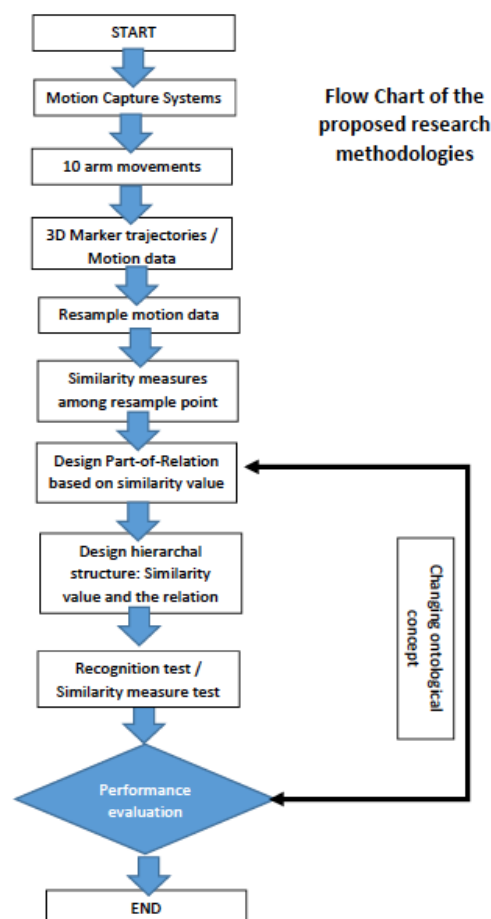 START
Motion Capture Systems
Flow Chart of the
proposed research
methodologies
10 arm movements
3D Marker trajectories /
Motion data
Resample motion data
Similarity measures
among resample point
Design Part-of-Relation
based on similarity value
Design hierarchal
structure: Similarity
value and the relation
Changing ontological
concept
Recognition test /
Similarity measure test
Performance
evaluation
END